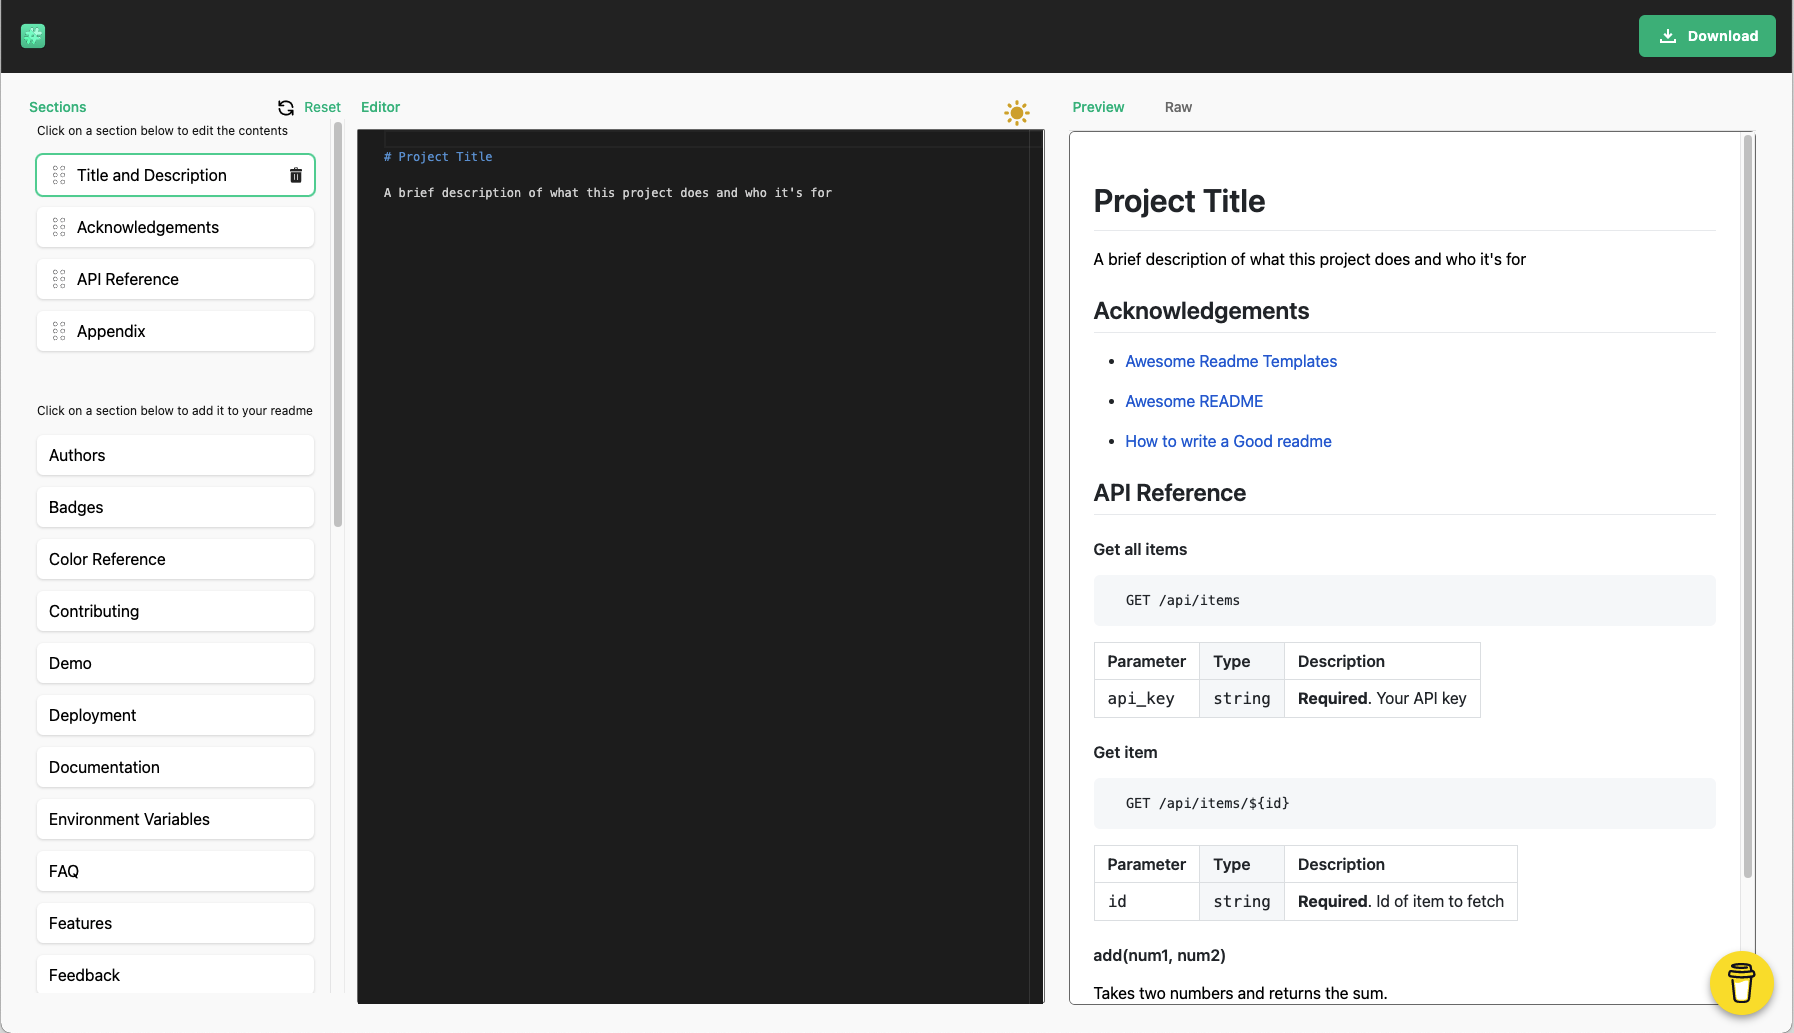 Download
Sections
Reset
Click on a section below to edit the contents
Title and Description
Acknowledgements
API Reference
Appendix
Click on a section below to add it to your readme
Authors
Badges
Color Reference
Contributing
Demo
Deployment
Documentation
Environment Variables
FAQ
Features
Feedback
Editor
# Project Title
A brief description of what this project does and who it's for
Preview Raw
Project Title
A brief description of what this project does and who it's for
Acknowledgements
• Awesome Readme Templates
• Awesome README
• How to write a Good readme
API Reference
Get all items
GET /api/items
Parameter Type Description
api_key string Required. Your API key
Get item
GET /api/items/${id}
Parameter Type Description
id string Required. Id of item to fetch
add(num1, num2)
Takes two numbers and returns the sum.